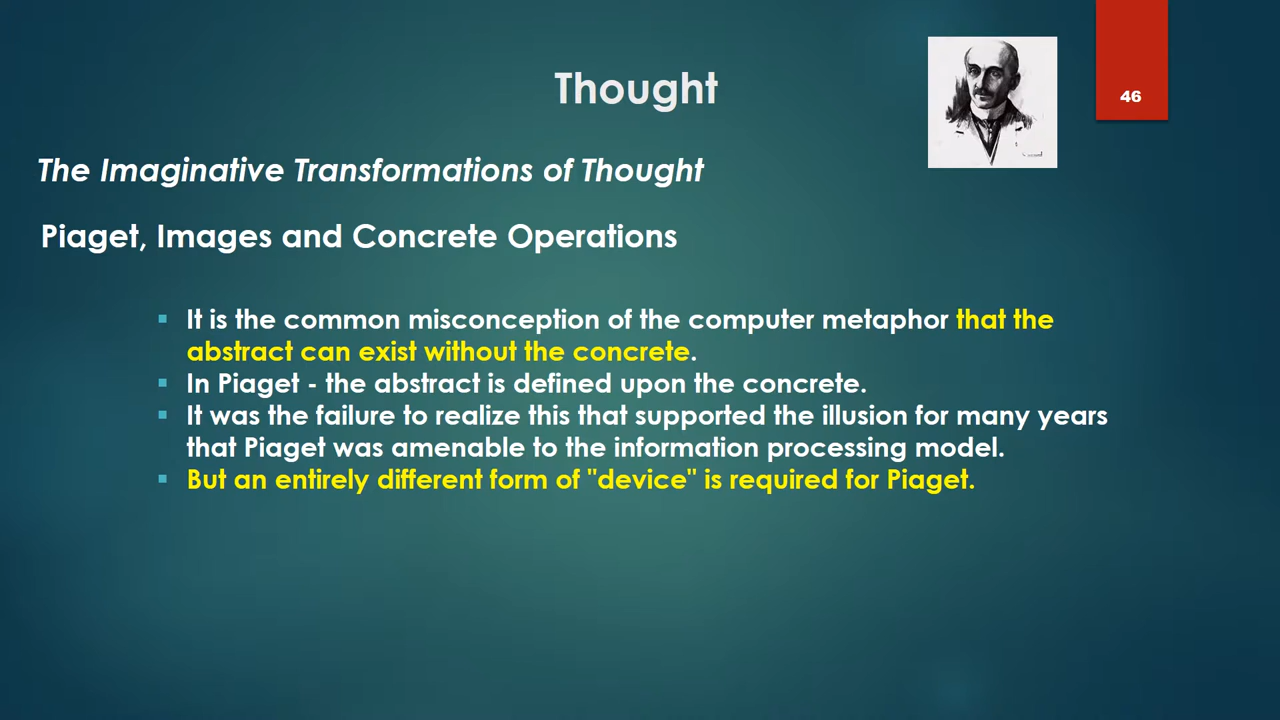 Thought
46
The Imaginative Transformations of Thought
Piaget, Images and Concrete Operations
▪ It is the common misconception of the computer metaphor that the
abstract can exist without the concrete.
▪ In Piaget - the abstract is defined upon the concrete.
▪ It was the failure to realize this that supported the illusion for many years
that Piaget was amenable to the information processing model.
▪ But an entirely different form of "device" is required for Piaget.